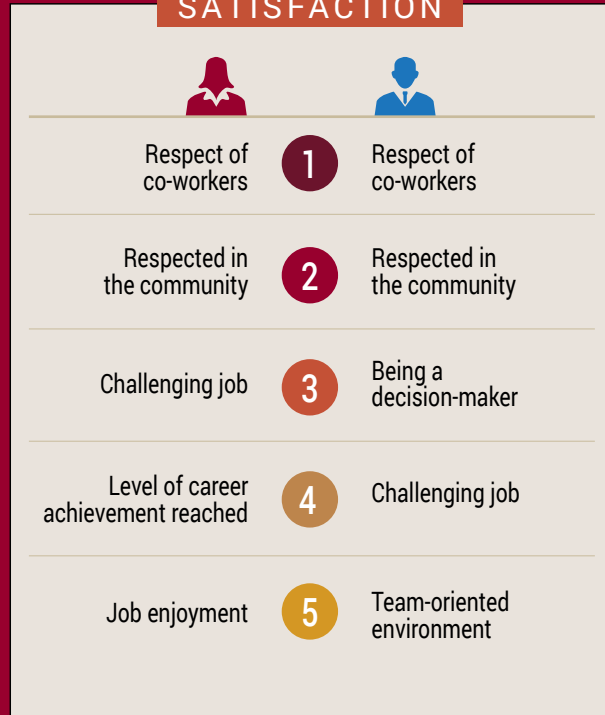 SATISFACTION
Respect of
co-workers
1
Respect of
co-workers
Respected in
the community
2
Respected in
the community
Challenging job
3
Being a
decision-maker
Level of career
achievement reached
4
Challenging job
Job enjoyment
5
Team-oriented
environment